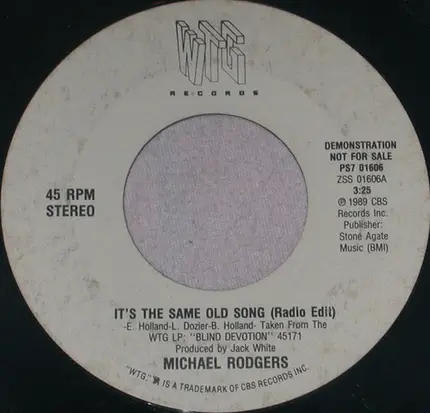 WTG
RECORDS
DEMONSTRATION
NOT FOR SALE
PS7 01606
ZSS 01606A
3:25
℗ 1989 CBS
Records Inc.
Publisher:
Stone Agate
Music (BMI)
45 RPM
STEREO
IT'S THE SAME OLD SONG (Radio Edit)
-E. Holland-L. Dozier-B. Holland- Taken From The
WTG LP: "BLIND DEVOTION" 45171
Produced by Jack White
MICHAEL RODGERS
"WTG," IS A TRADEMARK OF CBS RECORDS INC.